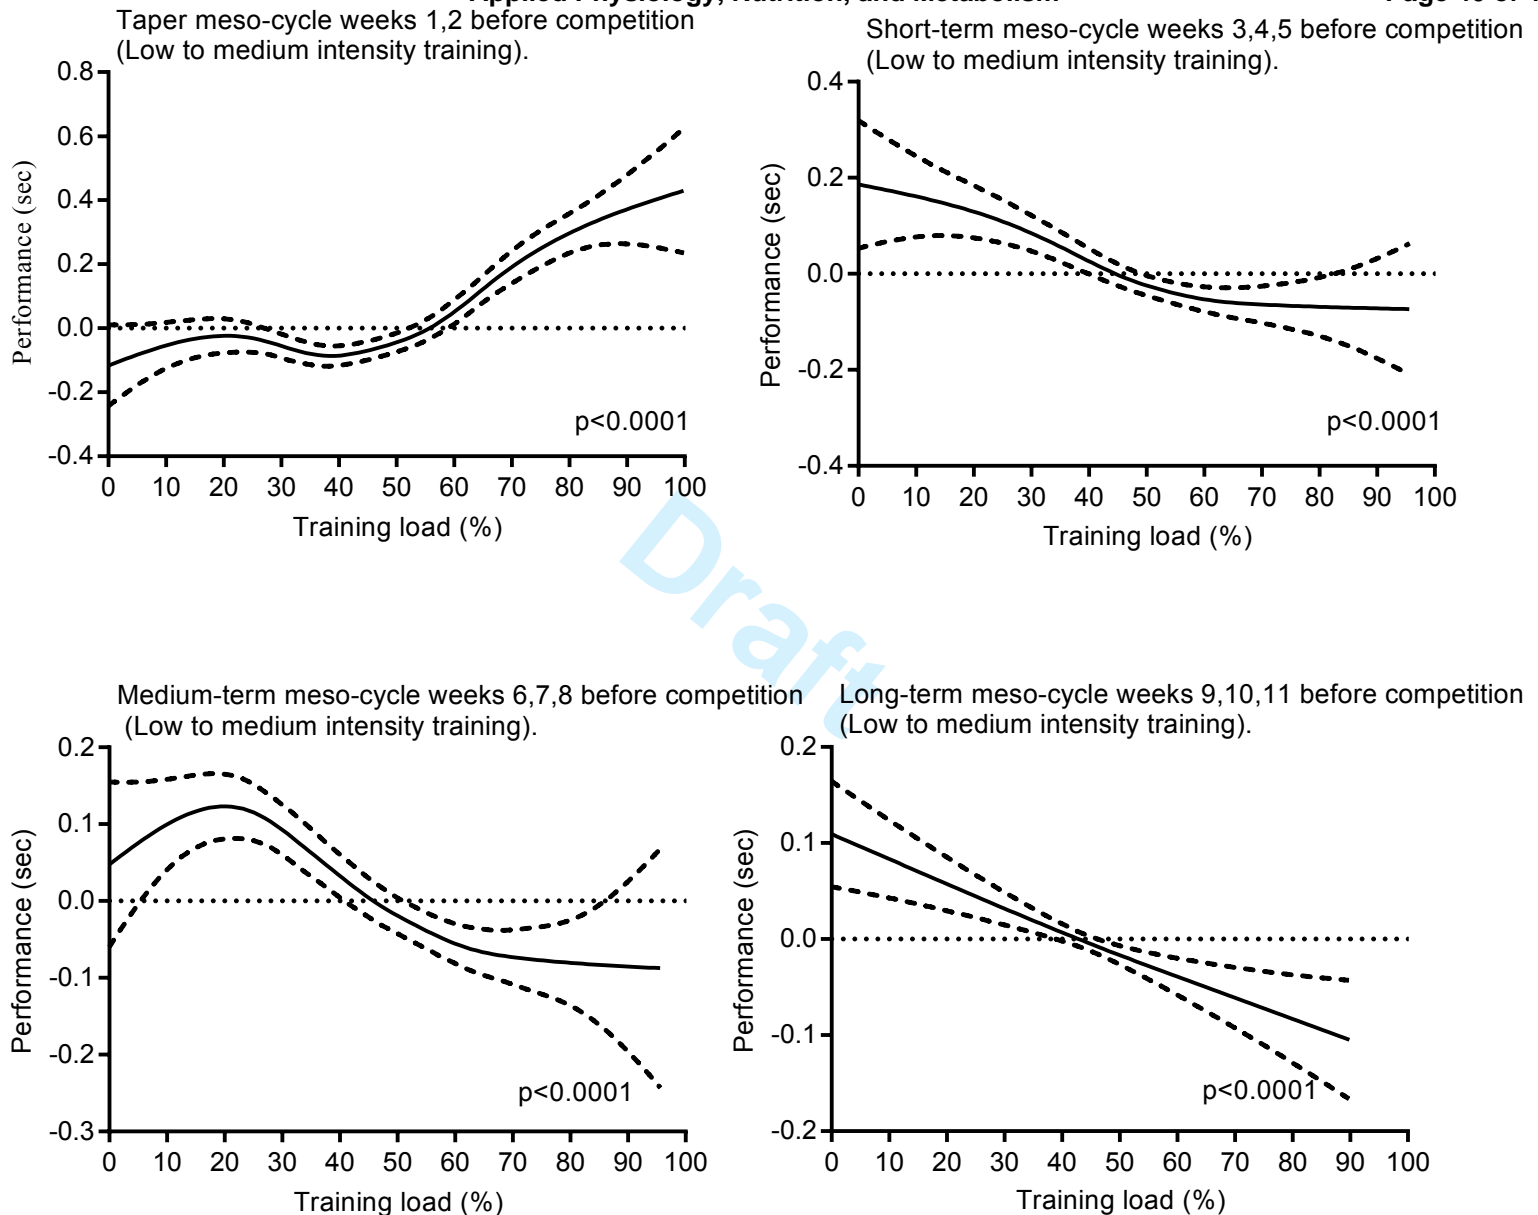 Taper meso-cycle weeks 1,2 before competition
(Low to medium intensity training).
0.8
0.6
0.4
0.2
0.0
-0.2
-0.4
Performance (sec)
p<0.0001
0 10 20 30 40 50 60 70 80 90 100
Training load (%)
Short-term meso-cycle weeks 3,4,5 before competition
(Low to medium intensity training).
0.4
0.2
0.0
-0.2
-0.4
Performance (sec)
p<0.0001
0 10 20 30 40 50 60 70 80 90 100
Training load (%)
Draft
Medium-term meso-cycle weeks 6,7,8 before competition
(Low to medium intensity training).
0.2
0.1
0.0
-0.1
-0.2
-0.3
Performance (sec)
p<0.0001
0 10 20 30 40 50 60 70 80 90 100
Training load (%)
Long-term meso-cycle weeks 9,10,11 before competition
(Low to medium intensity training).
0.2
0.1
0.0
-0.1
-0.2
Performance (sec)
p<0.0001
0 10 20 30 40 50 60 70 80 90 100
Training load (%)